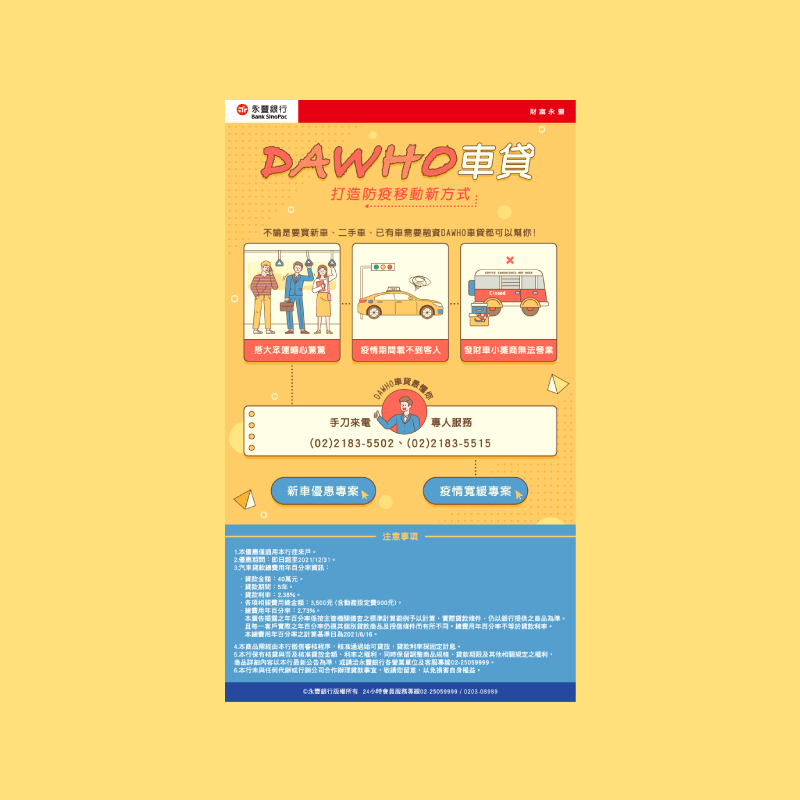 永豐銀行
Bank SinoPac
財富永豐
DAWHO車貸
打造防疫移動新方式
不論是要買新車、二手車、已有車需要融資DAWHO車貸都可以幫你!
搭大眾運輸心驚驚
疫情期間載不到客人
Closed
發財車小攤商無法營業
DAWHO車貸最懂你
手刀來電
專人服務
(02)2183-5502、(02)2183-5515
新車優惠專案
疫情寬緩專案
注意事項
1.本優惠僅適用本行往來戶。
2.優惠期間:即日起至2021/12/31。
3.汽車貸款總費用年百分率資訊:
．貸款金額:40萬元。
．貸款期間:5年。
．貸款利率:2.38%。
．各項相關費用總金額:3,500元 (含動產設定費500元)。
．總費用年百分率:2.73%。
本廣告揭露之年百分率係按主管機關備查之標準計算範例予以計算,實際貸款條件,仍以銀行提供之商品為準。
且每一客戶實際之年百分率仍視其個別貸款商品及授信條件而有所不同。總費用年百分率不等於貸款利率。
本總費用年百分率之計算基準日為2021/6/16。
4.本商品需經由本行徵信審核程序,核准通過始可貸放,貸款利率採固定計息。
5.本行保有核貸與否及核准貸放金額、利率之權利,同時保留調整商品規格、貸款期限及其他相關規定之權利,
商品詳細內容以本行最新公告為準,或請洽永豐銀行各營業單位及客服專線02-25059999。
6.本行未與任何代辦或行銷公司合作辦理貸款事宜,敬請您留意,以免損害自身權益。
©永豐銀行版權所有 24小時會員服務專線02-25059999 / 0203-08989